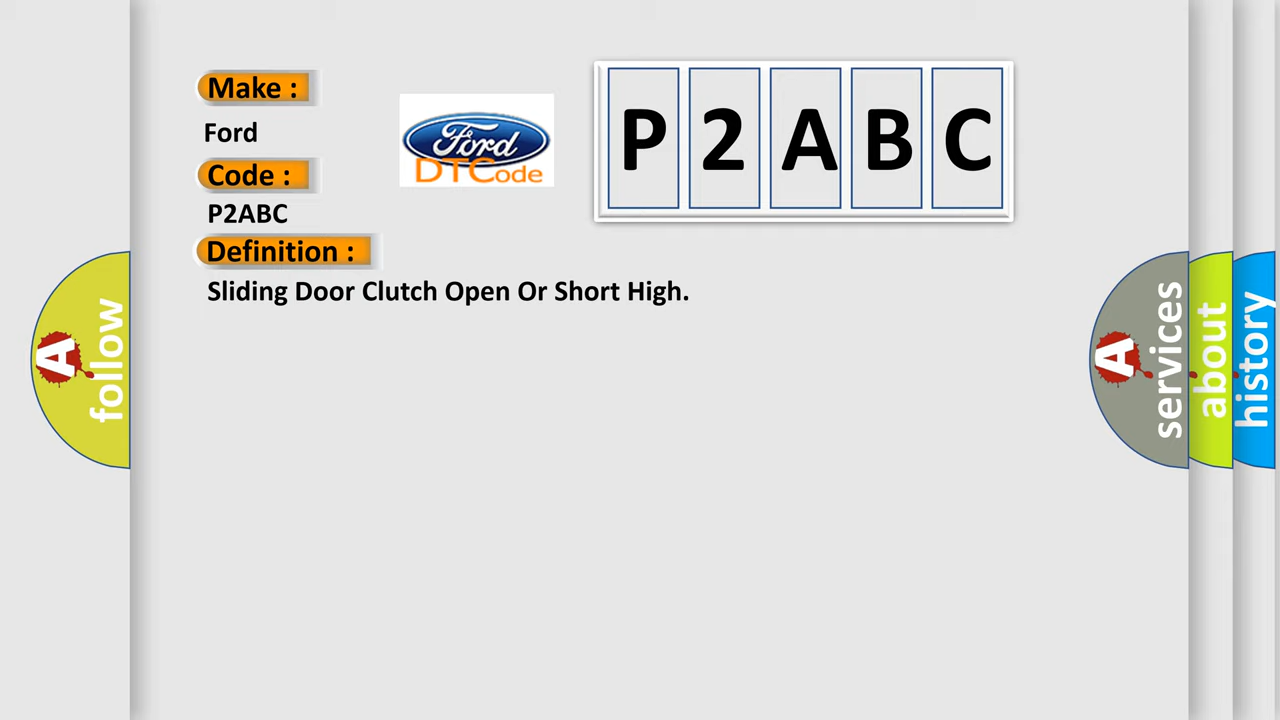 Make :
Ford
Ford
DTCode
P 2 A B C
Code :
P2ABC
Definition :
Sliding Door Clutch Open Or Short High.
A follow
A services
about
history